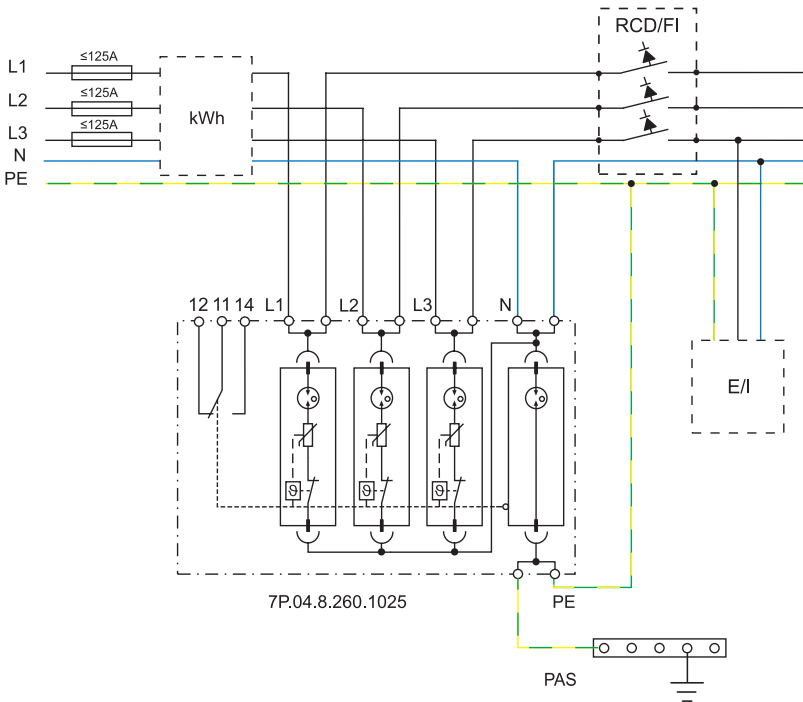 RCD/FI
≤125A
L1
≤125A
L2
kWh
≤125A
L3
N
PE
12 11 14 L1 L2 L3 N
E/I
ϑ ϑ ϑ
7P.04.8.260.1025
PE
PAS